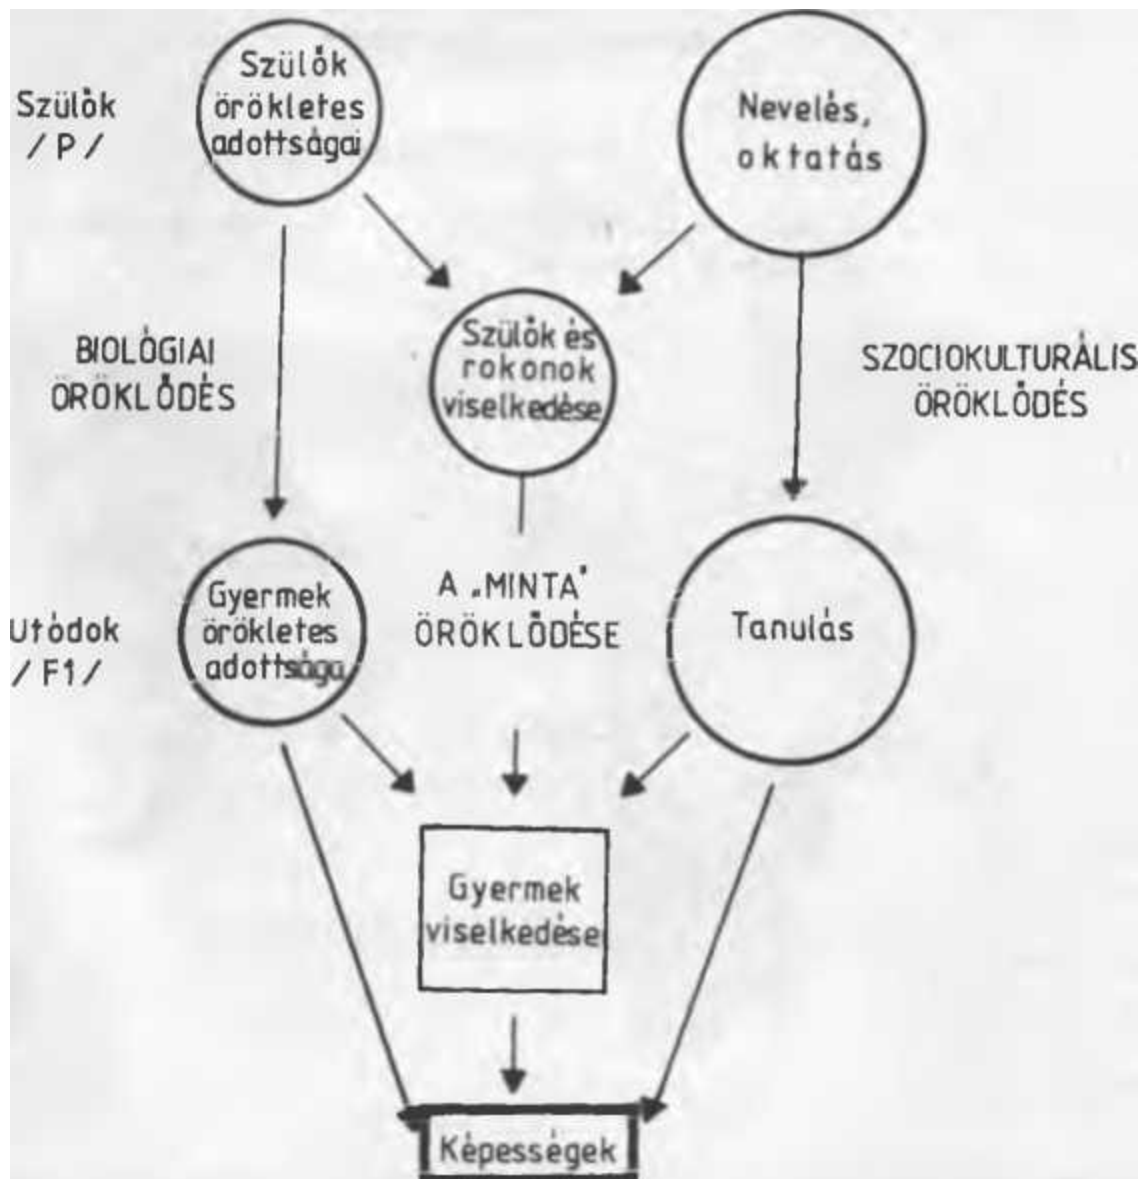 Szülők
/ P /
Szülők
örökletes
adottságai
Nevelés,
oktatás
Szülők és
rokonok
viselkedése
BIOLÓGIAI
ÖRÖKLŐDÉS
SZOCIOKULTURÁLIS
ÖRÖKLŐDÉS
Utódok
/ F1 /
Gyermek
örökletes
adottsága
A „MINTA"
ÖRÖKLŐDÉSE
Tanulás
Gyermek
viselkedése
Képességek